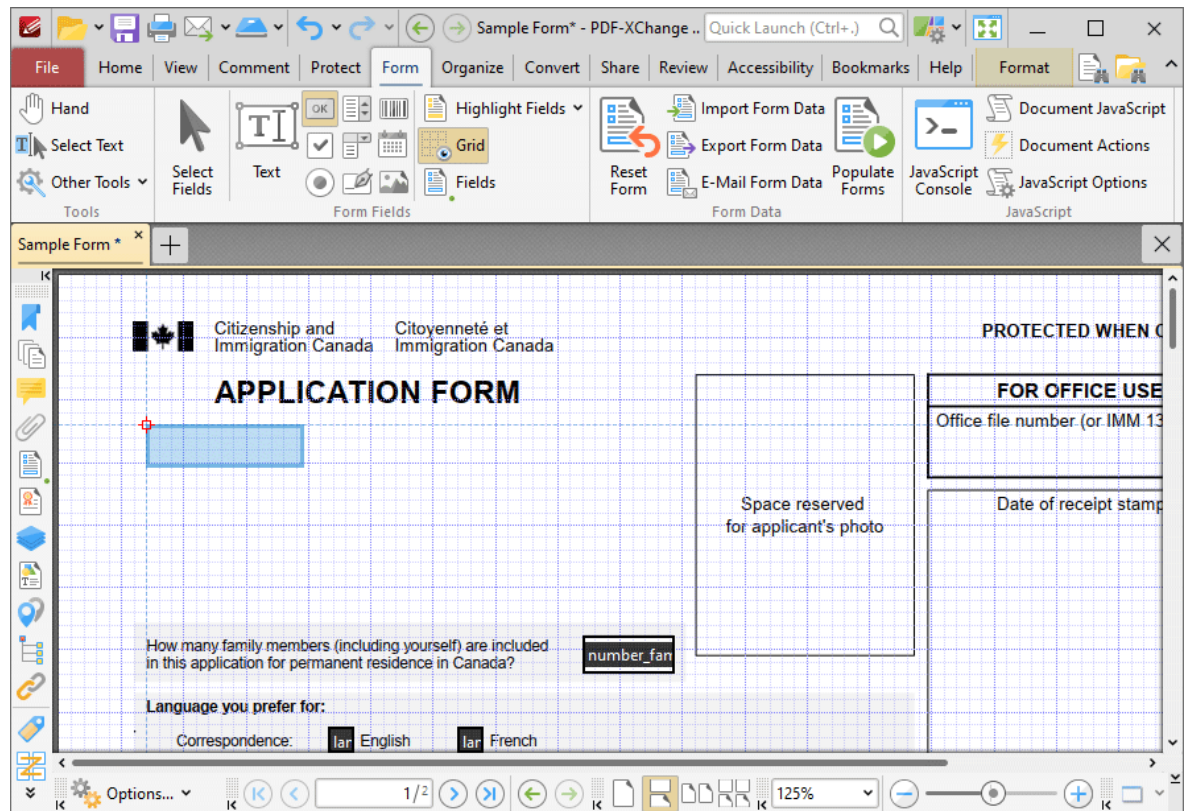 Sample Form* - PDF-XChange .. Quick Launch (Ctrl+.)
File Home View Comment Protect Form Organize Convert Share Review Accessibility Bookmarks Help Format
Hand
Select Text
Other Tools
Tools
Select Fields
Text
OK
Highlight Fields
Grid
Fields
Form Fields
Reset Form
Import Form Data
Export Form Data
E-Mail Form Data
Populate Forms
Form Data
JavaScript Console
Document JavaScript
Document Actions
JavaScript Options
JavaScript
Sample Form *
Citizenship and Citoyenneté et
Immigration Canada Immigration Canada
PROTECTED WHEN C
APPLICATION FORM
FOR OFFICE USE
Office file number (or IMM 13
Space reserved
for applicant's photo
Date of receipt stamp
How many family members (including yourself) are included
in this application for permanent residence in Canada?
number_fam
Language you prefer for:
Correspondence: lar English lar French
Options... 1/2 125%